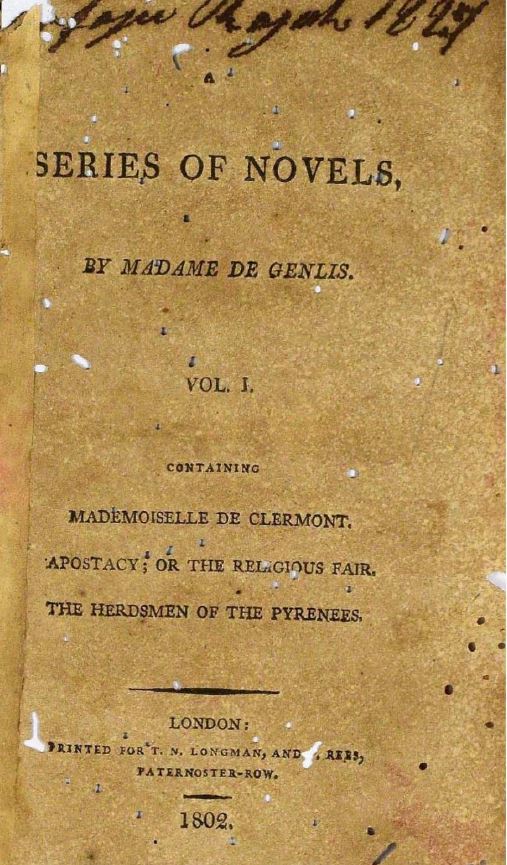 1827
A
SERIES OF NOVELS,
BY MADAME DE GENLIS.
VOL. I.
CONTAINING
MADEMOISELLE DE CLERMONT.
APOSTACY; OR THE RELIGIOUS FAIR.
THE HERDSMEN OF THE PYRENEES.
LONDON:
PRINTED FOR T. N. LONGMAN, AND REES,
PATERNOSTER-ROW.
1802.